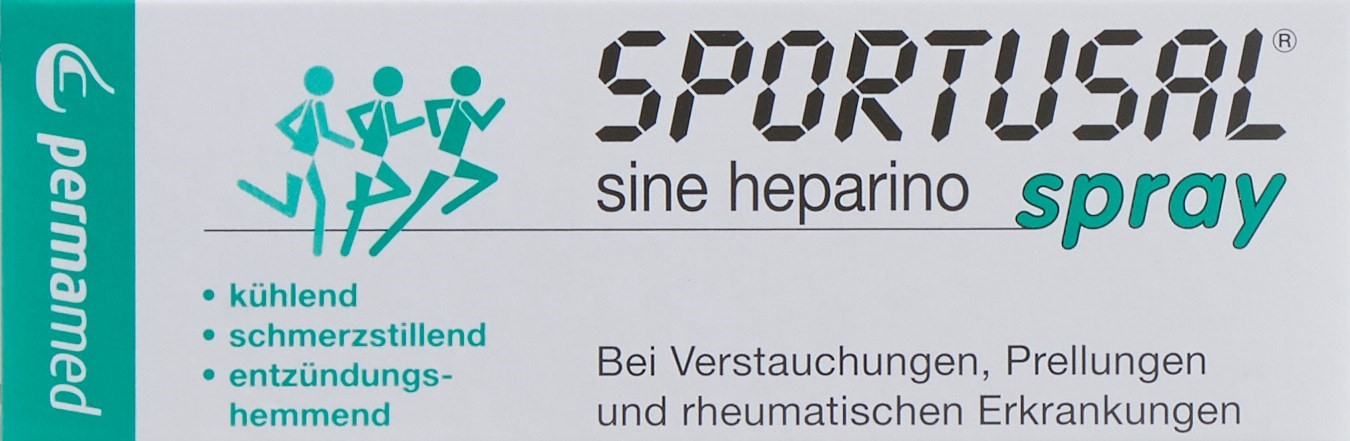 permamed
SPORTUSAL®
sine heparino spray
• kühlend
• schmerzstillend
• entzündungs-
hemmend
Bei Verstauchungen, Prellungen
und rheumatischen Erkrankungen